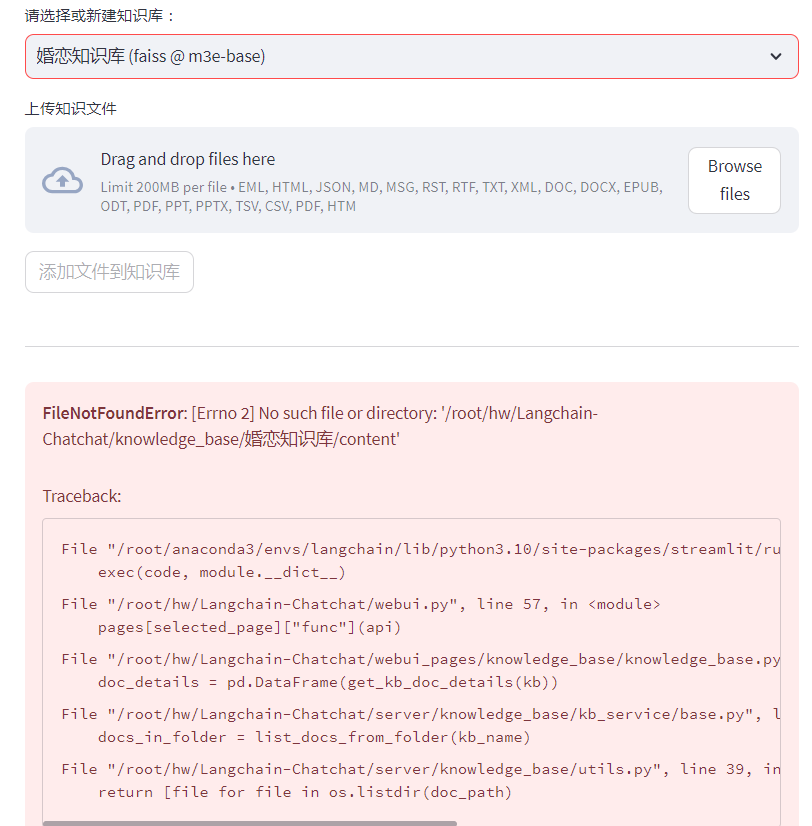 请选择或新建知识库：
婚恋知识库 (faiss @ m3e-base)
上传知识文件
Drag and drop files here
Limit 200MB per file • EML, HTML, JSON, MD, MSG, RST, RTF, TXT, XML, DOC, DOCX, EPUB,
ODT, PDF, PPT, PPTX, TSV, CSV, PDF, HTM
Browse
files
添加文件到知识库
FileNotFoundError: [Errno 2] No such file or directory: '/root/hw/Langchain-
Chatchat/knowledge_base/婚恋知识库/content'
Traceback:
File "/root/anaconda3/envs/langchain/lib/python3.10/site-packages/streamlit/ru
exec(code, module.__dict__)
File "/root/hw/Langchain-Chatchat/webui.py", line 57, in <module>
pages[selected_page]["func"](api)
File "/root/hw/Langchain-Chatchat/webui_pages/knowledge_base/knowledge_base.py
doc_details = pd.DataFrame(get_kb_doc_details(kb))
File "/root/hw/Langchain-Chatchat/server/knowledge_base/kb_service/base.py", l
docs_in_folder = list_docs_from_folder(kb_name)
File "/root/hw/Langchain-Chatchat/server/knowledge_base/utils.py", line 39, in
return [file for file in os.listdir(doc_path)